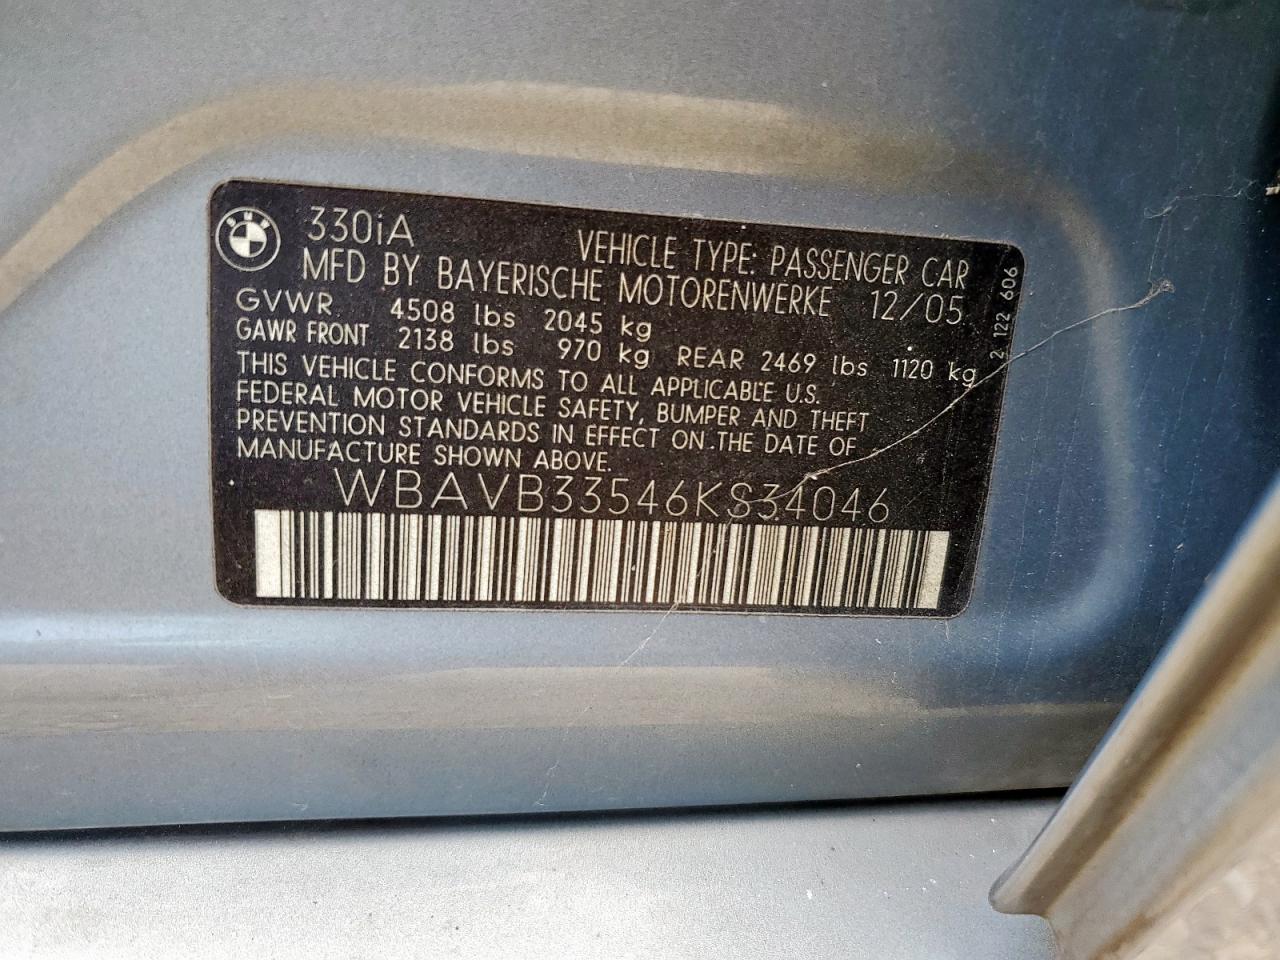 BMW
330iA
VEHICLE TYPE: PASSENGER CAR
MFD BY BAYERISCHE MOTORENWERKE 12/05
GVWR 4508 lbs 2045 kg
GAWR FRONT 2138 lbs 970 kg REAR 2469 lbs 1120 kg
THIS VEHICLE CONFORMS TO ALL APPLICABLE U.S.
FEDERAL MOTOR VEHICLE SAFETY, BUMPER AND THEFT
PREVENTION STANDARDS IN EFFECT ON THE DATE OF
MANUFACTURE SHOWN ABOVE.
WBAVB33546KS34046
2 122 606